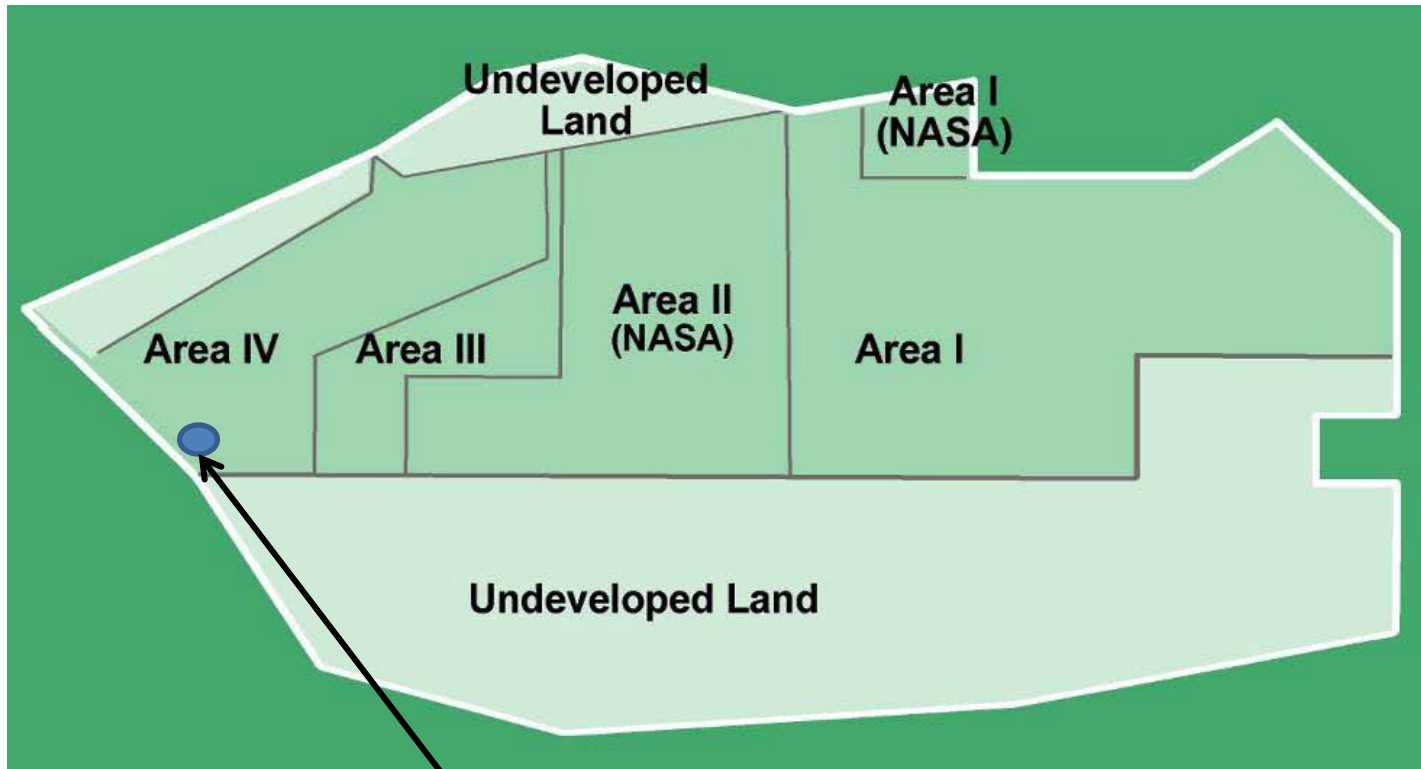 Undeveloped
Land
Area I
(NASA)
Area II
(NASA)
Area IV
Area III
Area I
Undeveloped Land